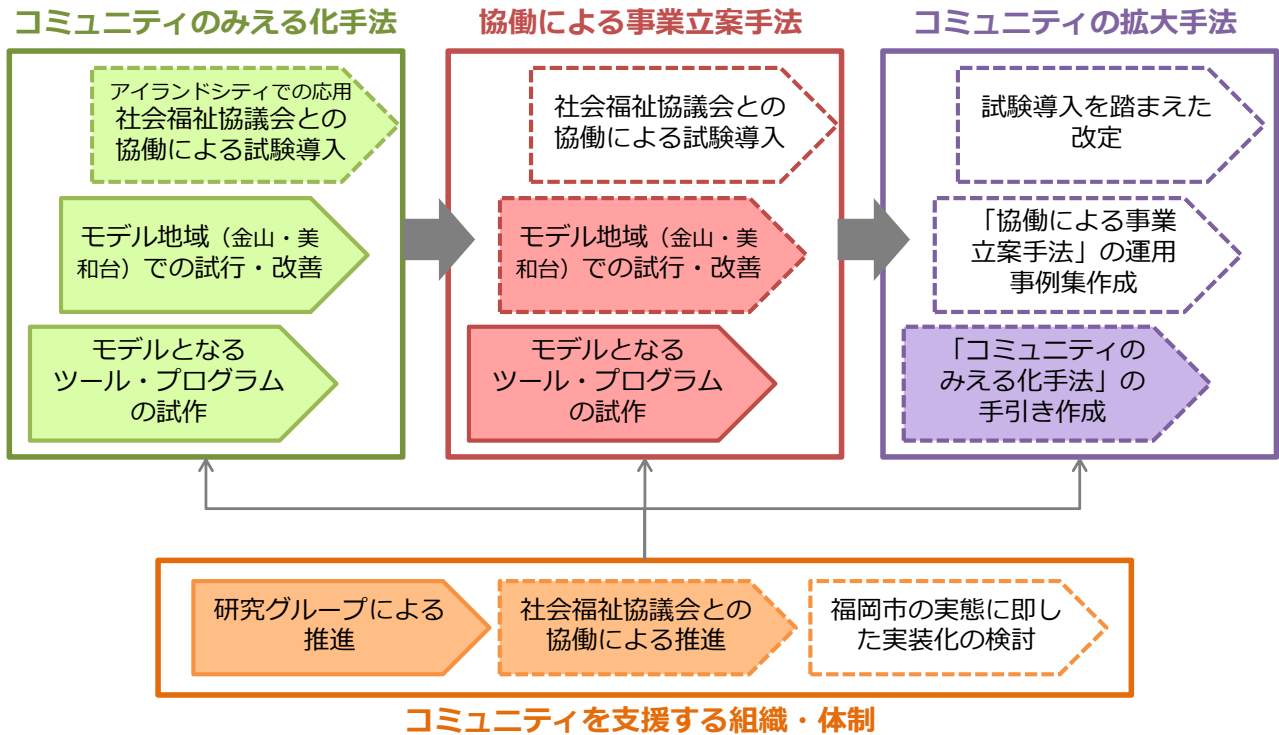 コミュニティのみえる化手法
アイランドシティでの応用
社会福祉協議会との
協働による試験導入
モデル地域（金山・美
和台）での試行・改善
モデルとなる
ツール・プログラム
の試作
協働による事業立案手法
社会福祉協議会との
協働による試験導入
モデル地域（金山・美
和台）での試行・改善
モデルとなる
ツール・プログラム
の試作
コミュニティの拡大手法
試験導入を踏まえた
改定
「協働による事業
立案手法」の運用
事例集作成
「コミュニティの
みえる化手法」の
手引き作成
研究グループによる
推進
社会福祉協議会との
協働による推進
福岡市の実態に即し
た実装化の検討
コミュニティを支援する組織・体制